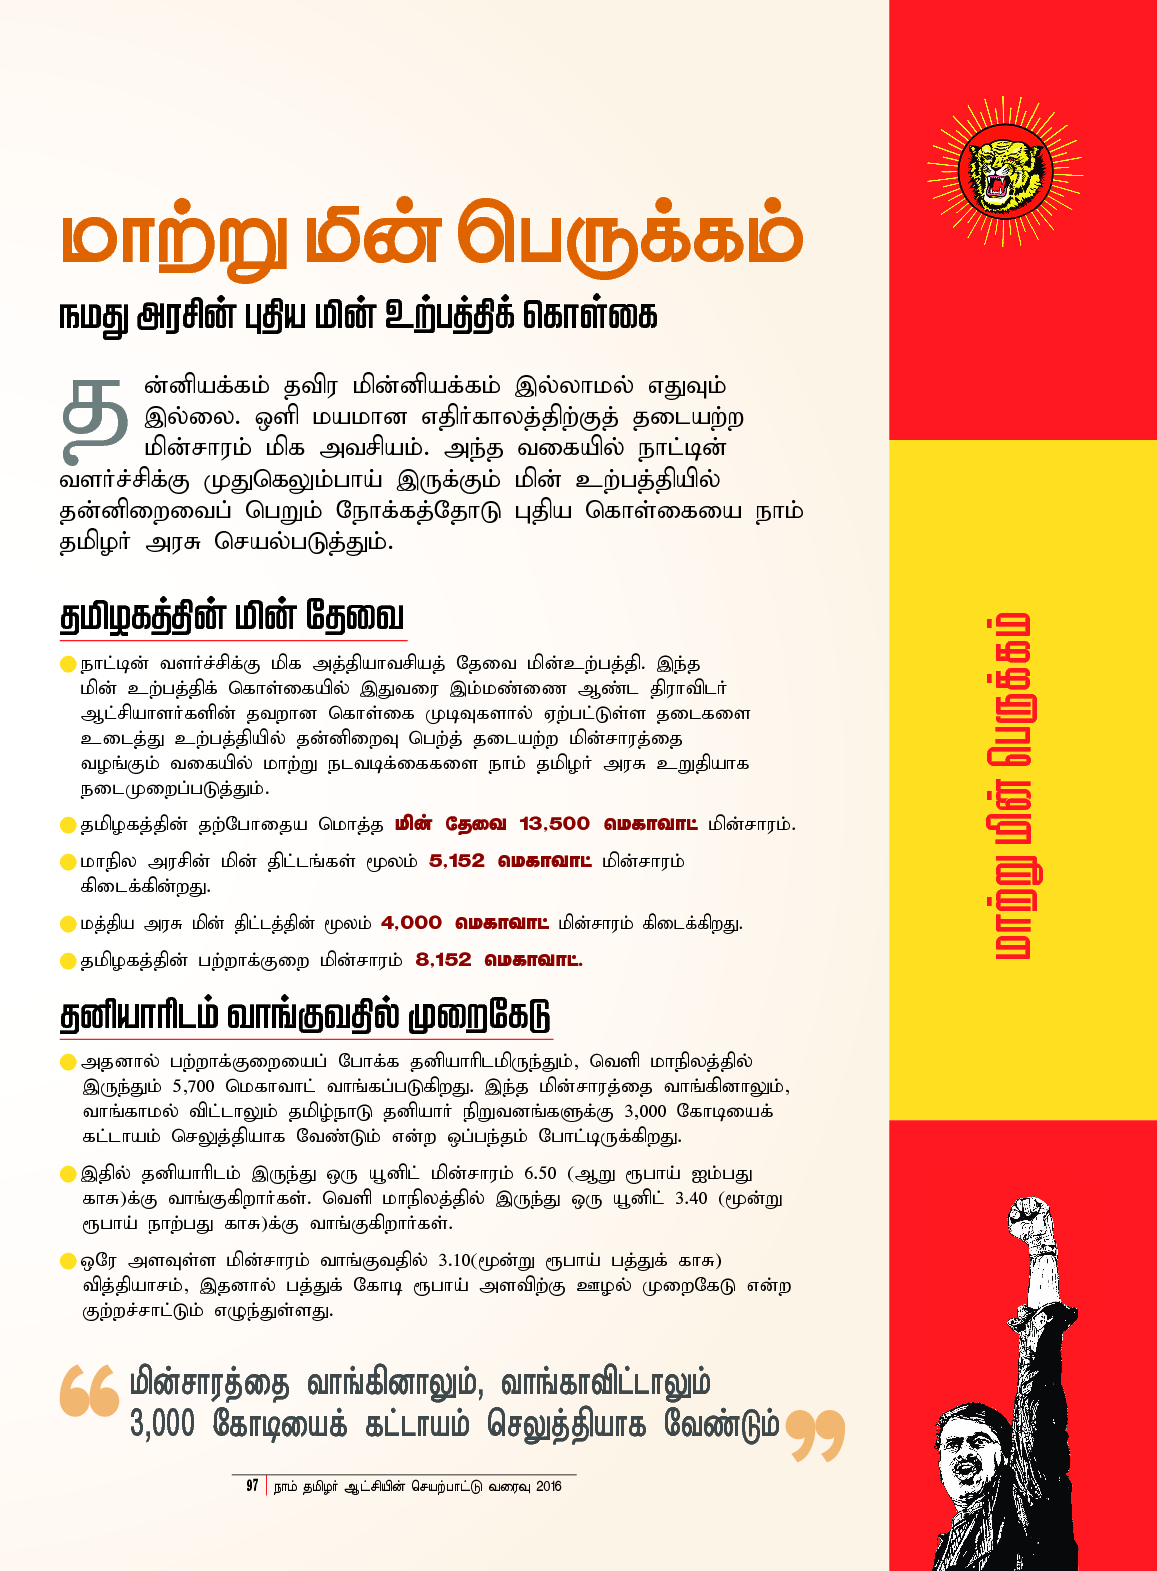 மாற்று மின் பெருக்கம்
நமது அரசின் புதிய மின் உற்பத்திக் கொள்கை
தன்னியக்கம் தவிர மின்னியக்கம் இல்லாமல் எதுவும்
இல்லை. ஒளி மயமான எதிர்காலத்திற்குத் தடையற்ற
மின்சாரம் மிக அவசியம். அந்த வகையில் நாட்டின்
வளர்ச்சிக்கு முதுகெலும்பாய் இருக்கும் மின் உற்பத்தியில்
தன்னிறைவைப் பெறும் நோக்கத்தோடு புதிய கொள்கையை நாம்
தமிழர் அரசு செயல்படுத்தும்.
தமிழகத்தின் மின் தேவை
நாட்டின் வளர்ச்சிக்கு மிக அத்தியாவசியத் தேவை மின்உற்பத்தி. இந்த
மின் உற்பத்திக் கொள்கையில் இதுவரை இம்மண்ணை ஆண்ட திராவிடர்
ஆட்சியாளர்களின் தவறான கொள்கை முடிவுகளால் ஏற்பட்டுள்ள தடைகளை
உடைத்து உற்பத்தியில் தன்னிறைவு பெற்த் தடையற்ற மின்சாரத்தை
வழங்கும் வகையில் மாற்று நடவடிக்கைகளை நாம் தமிழர் அரசு உறுதியாக
நடைமுறைப்படுத்தும்.
தமிழகத்தின் தற்போதைய மொத்த மின் தேவை 13,500 மெகாவாட் மின்சாரம்.
மாநில அரசின் மின் திட்டங்கள் மூலம் 5,152 மெகாவாட் மின்சாரம்
கிடைக்கின்றது.
மத்திய அரசு மின் திட்டத்தின் மூலம் 4,000 மெகாவாட் மின்சாரம் கிடைக்கிறது.
தமிழகத்தின் பற்றாக்குறை மின்சாரம் 8,152 மெகாவாட்.
தனியாரிடம் வாங்குவதில் முறைகேடு
அதனால் பற்றாக்குறையைப் போக்க தனியாரிடமிருந்தும், வெளி மாநிலத்தில்
இருந்தும் 5,700 மெகாவாட் வாங்கப்படுகிறது. இந்த மின்சாரத்தை வாங்கினாலும்,
வாங்காமல் விட்டாலும் தமிழ்நாடு தனியார் நிறுவனங்களுக்கு 3,000 கோடியைக்
கட்டாயம் செலுத்தியாக வேண்டும் என்ற ஒப்பந்தம் போட்டிருக்கிறது.
இதில் தனியாரிடம் இருந்து ஒரு யூனிட் மின்சாரம் 6.50 (ஆறு ரூபாய் ஐம்பது
காசு)க்கு வாங்குகிறார்கள். வெளி மாநிலத்தில் இருந்து ஒரு யூனிட் 3.40 (மூன்று
ரூபாய் நாற்பது காசு)க்கு வாங்குகிறார்கள்.
ஒரே அளவுள்ள மின்சாரம் வாங்குவதில் 3.10(மூன்று ரூபாய் பத்துக் காசு)
வித்தியாசம், இதனால் பத்துக் கோடி ரூபாய் அளவிற்கு ஊழல் முறைகேடு என்ற
குற்றச்சாட்டும் எழுந்துள்ளது.
“மின்சாரத்தை வாங்கினாலும், வாங்காவிட்டாலும்
3,000 கோடியைக் கட்டாயம் செலுத்தியாக வேண்டும்”
97 நாம் தமிழர் ஆட்சியின் செயற்பாட்டு வரைவு 2016
மாற்று மின் பெருக்கம்